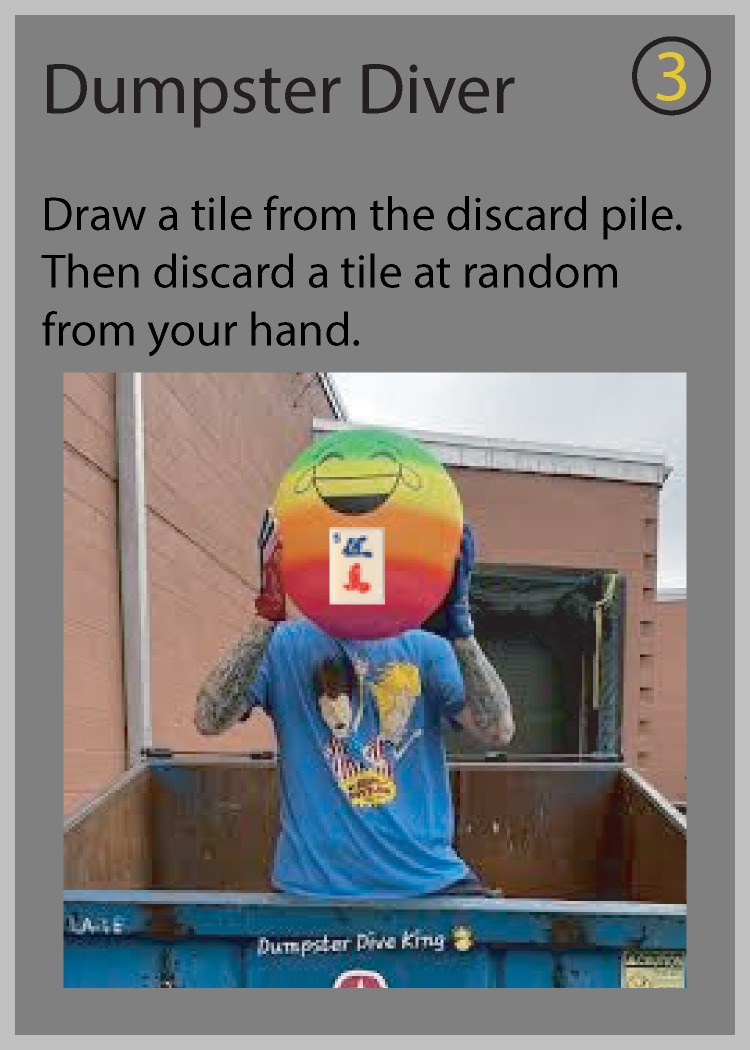 Dumpster Diver
3
Draw a tile from the discard pile.
Then discard a tile at random
from your hand.
Dumpster Dive King